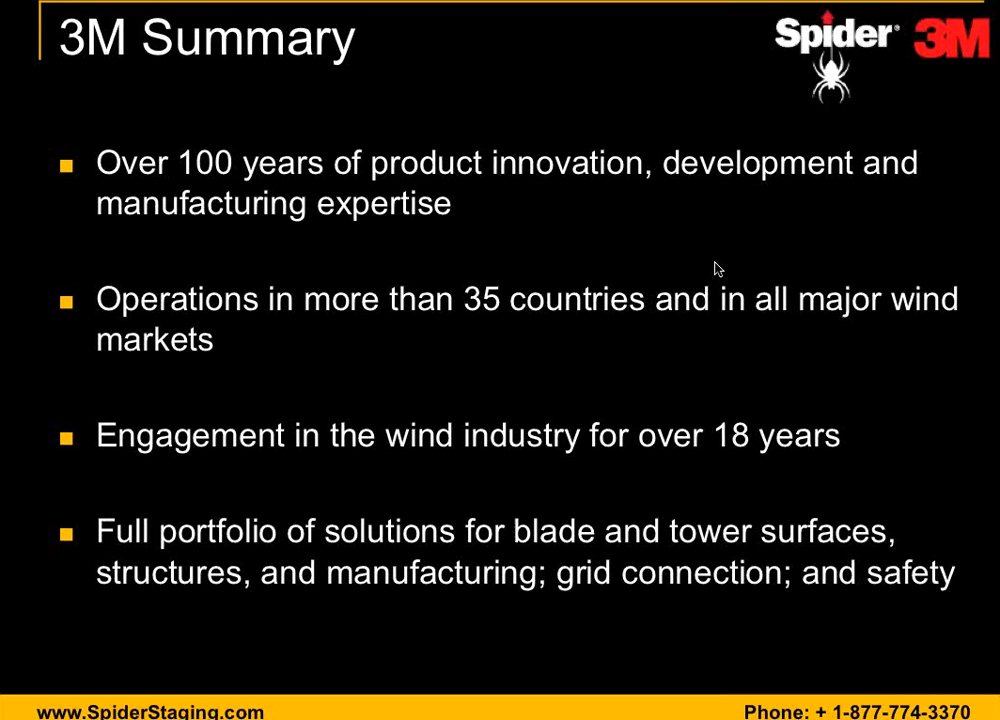 3M Summary
Spider® 3M
Over 100 years of product innovation, development and
manufacturing expertise
Operations in more than 35 countries and in all major wind
markets
Engagement in the wind industry for over 18 years
Full portfolio of solutions for blade and tower surfaces,
structures, and manufacturing; grid connection; and safety
www.SpiderStaging.com Phone: + 1-877-774-3370